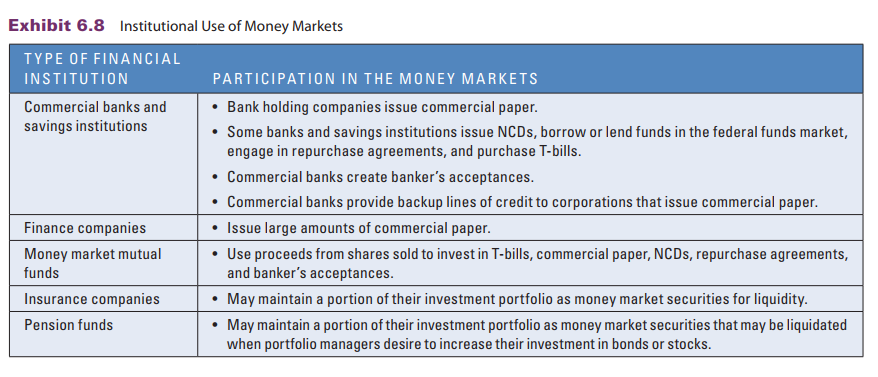 Exhibit 6.8 Institutional Use of Money Markets
TYPE OF FINANCIAL
INSTITUTION
PARTICIPATION IN THE MONEY MARKETS
Commercial banks and
savings institutions
• Bank holding companies issue commercial paper.
• Some banks and savings institutions issue NCDs, borrow or lend funds in the federal funds market,
engage in repurchase agreements, and purchase T-bills.
• Commercial banks create banker’s acceptances.
• Commercial banks provide backup lines of credit to corporations that issue commercial paper.
Finance companies
• Issue large amounts of commercial paper.
Money market mutual
funds
• Use proceeds from shares sold to invest in T-bills, commercial paper, NCDs, repurchase agreements,
and banker’s acceptances.
Insurance companies
• May maintain a portion of their investment portfolio as money market securities for liquidity.
Pension funds
• May maintain a portion of their investment portfolio as money market securities that may be liquidated
when portfolio managers desire to increase their investment in bonds or stocks.